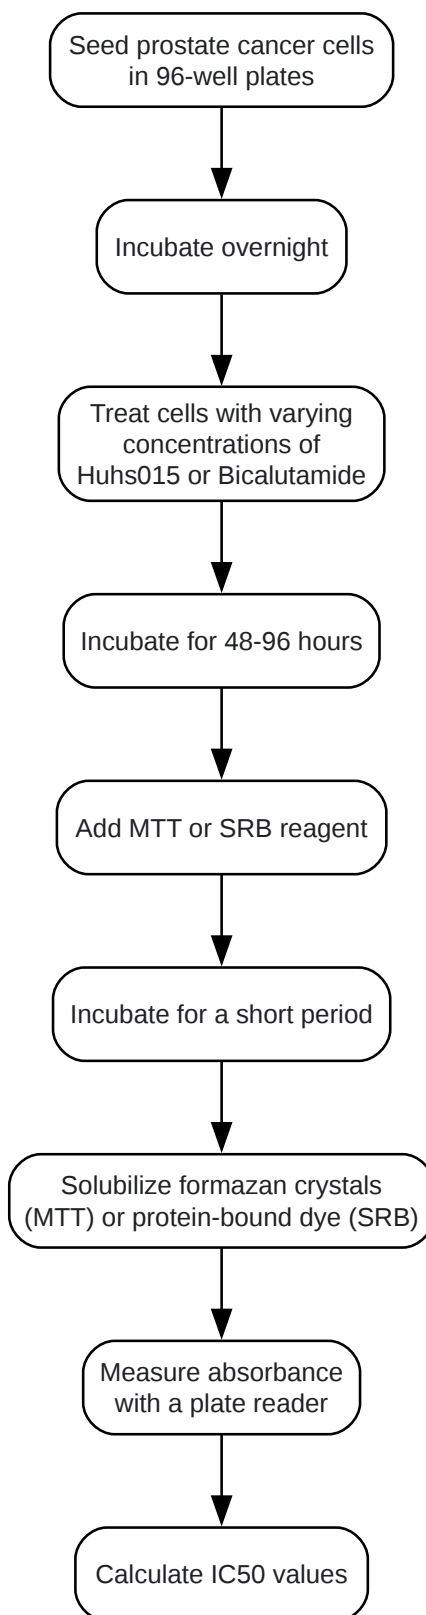 Seed prostate cancer cells
in 96-well plates
Incubate overnight
Treat cells with varying
concentrations of
Huhs015 or Bicalutamide
Incubate for 48-96 hours
Add MTT or SRB reagent
Incubate for a short period
Solubilize formazan crystals
(MTT) or protein-bound dye (SRB)
Measure absorbance
with a plate reader
Calculate IC50 values